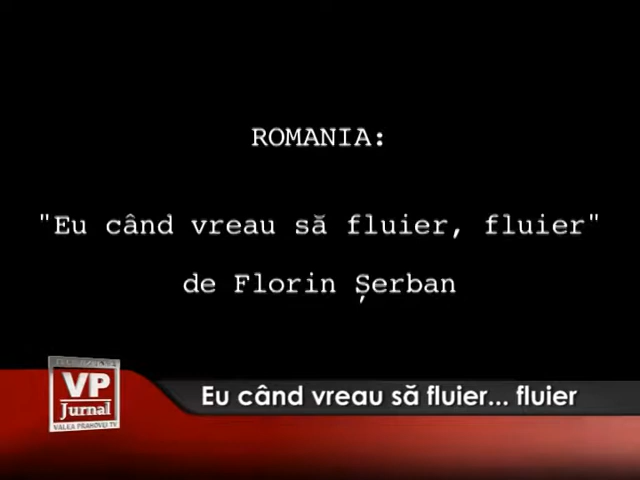 ROMANIA:
"Eu când vreau să fluier, fluier"
de Florin Șerban
Eu când vreau să fluier... fluier
VP
Jurnal
VALEA PRAHOVEI TV